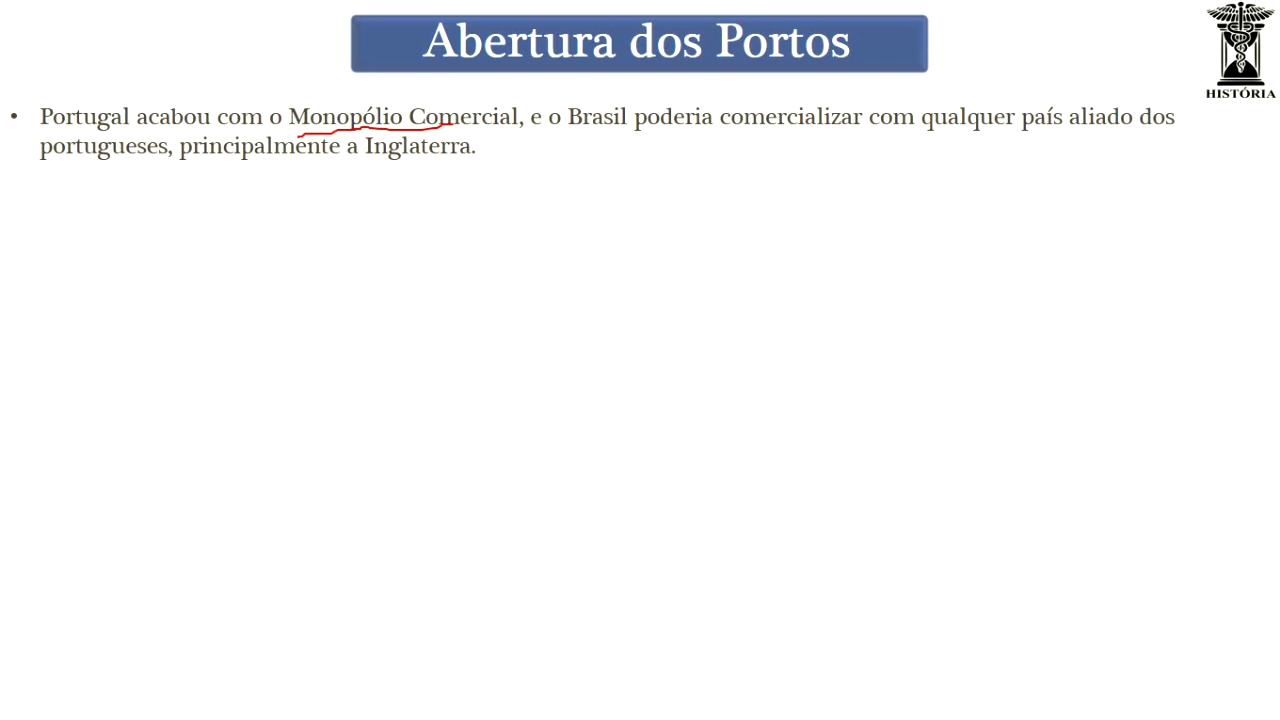 Abertura dos Portos
HISTÓRIA
• Portugal acabou com o Monopólio Comercial, e o Brasil poderia comercializar com qualquer país aliado dos
portugueses, principalmente a Inglaterra.